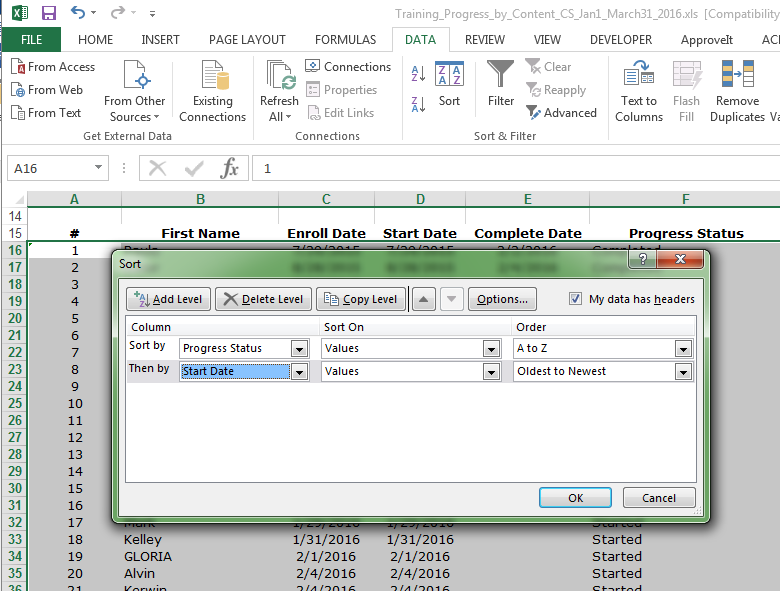 Training_Progress_by_Content_CS_Jan1_March31_2016.xls [Compatibility
FILE HOME INSERT PAGE LAYOUT FORMULAS DATA REVIEW VIEW DEVELOPER ApproveIt
From Access
From Web
From Text
From Other Sources
Existing Connections
Get External Data
Refresh All
Connections
Properties
Edit Links
Connections
Sort
Filter
Clear
Reapply
Advanced
Sort & Filter
Text to Columns
Flash Fill
Remove Duplicates
A16 fx 1
A B C D E F
14
15 # First Name Enroll Date Start Date Complete Date Progress Status
16 1
17 2
18 3
19 4
20 5
21 6
22 7
23 8
24 9
25 10
26 11
27 12
28 13
29 14
30 15
31 16
Sort
Add Level Delete Level Copy Level Options... My data has headers
Column Sort On Order
Sort by Progress Status Values A to Z
Then by Start Date Values Oldest to Newest
OK Cancel
32 17 Mark 1/29/2016 1/29/2016 Started
33 18 Kelley 1/31/2016 1/31/2016 Started
34 19 GLORIA 2/1/2016 2/1/2016 Started
35 20 Alvin 2/4/2016 2/4/2016 Started
36 21 Kerwin 2/4/2016 2/4/2016 Started